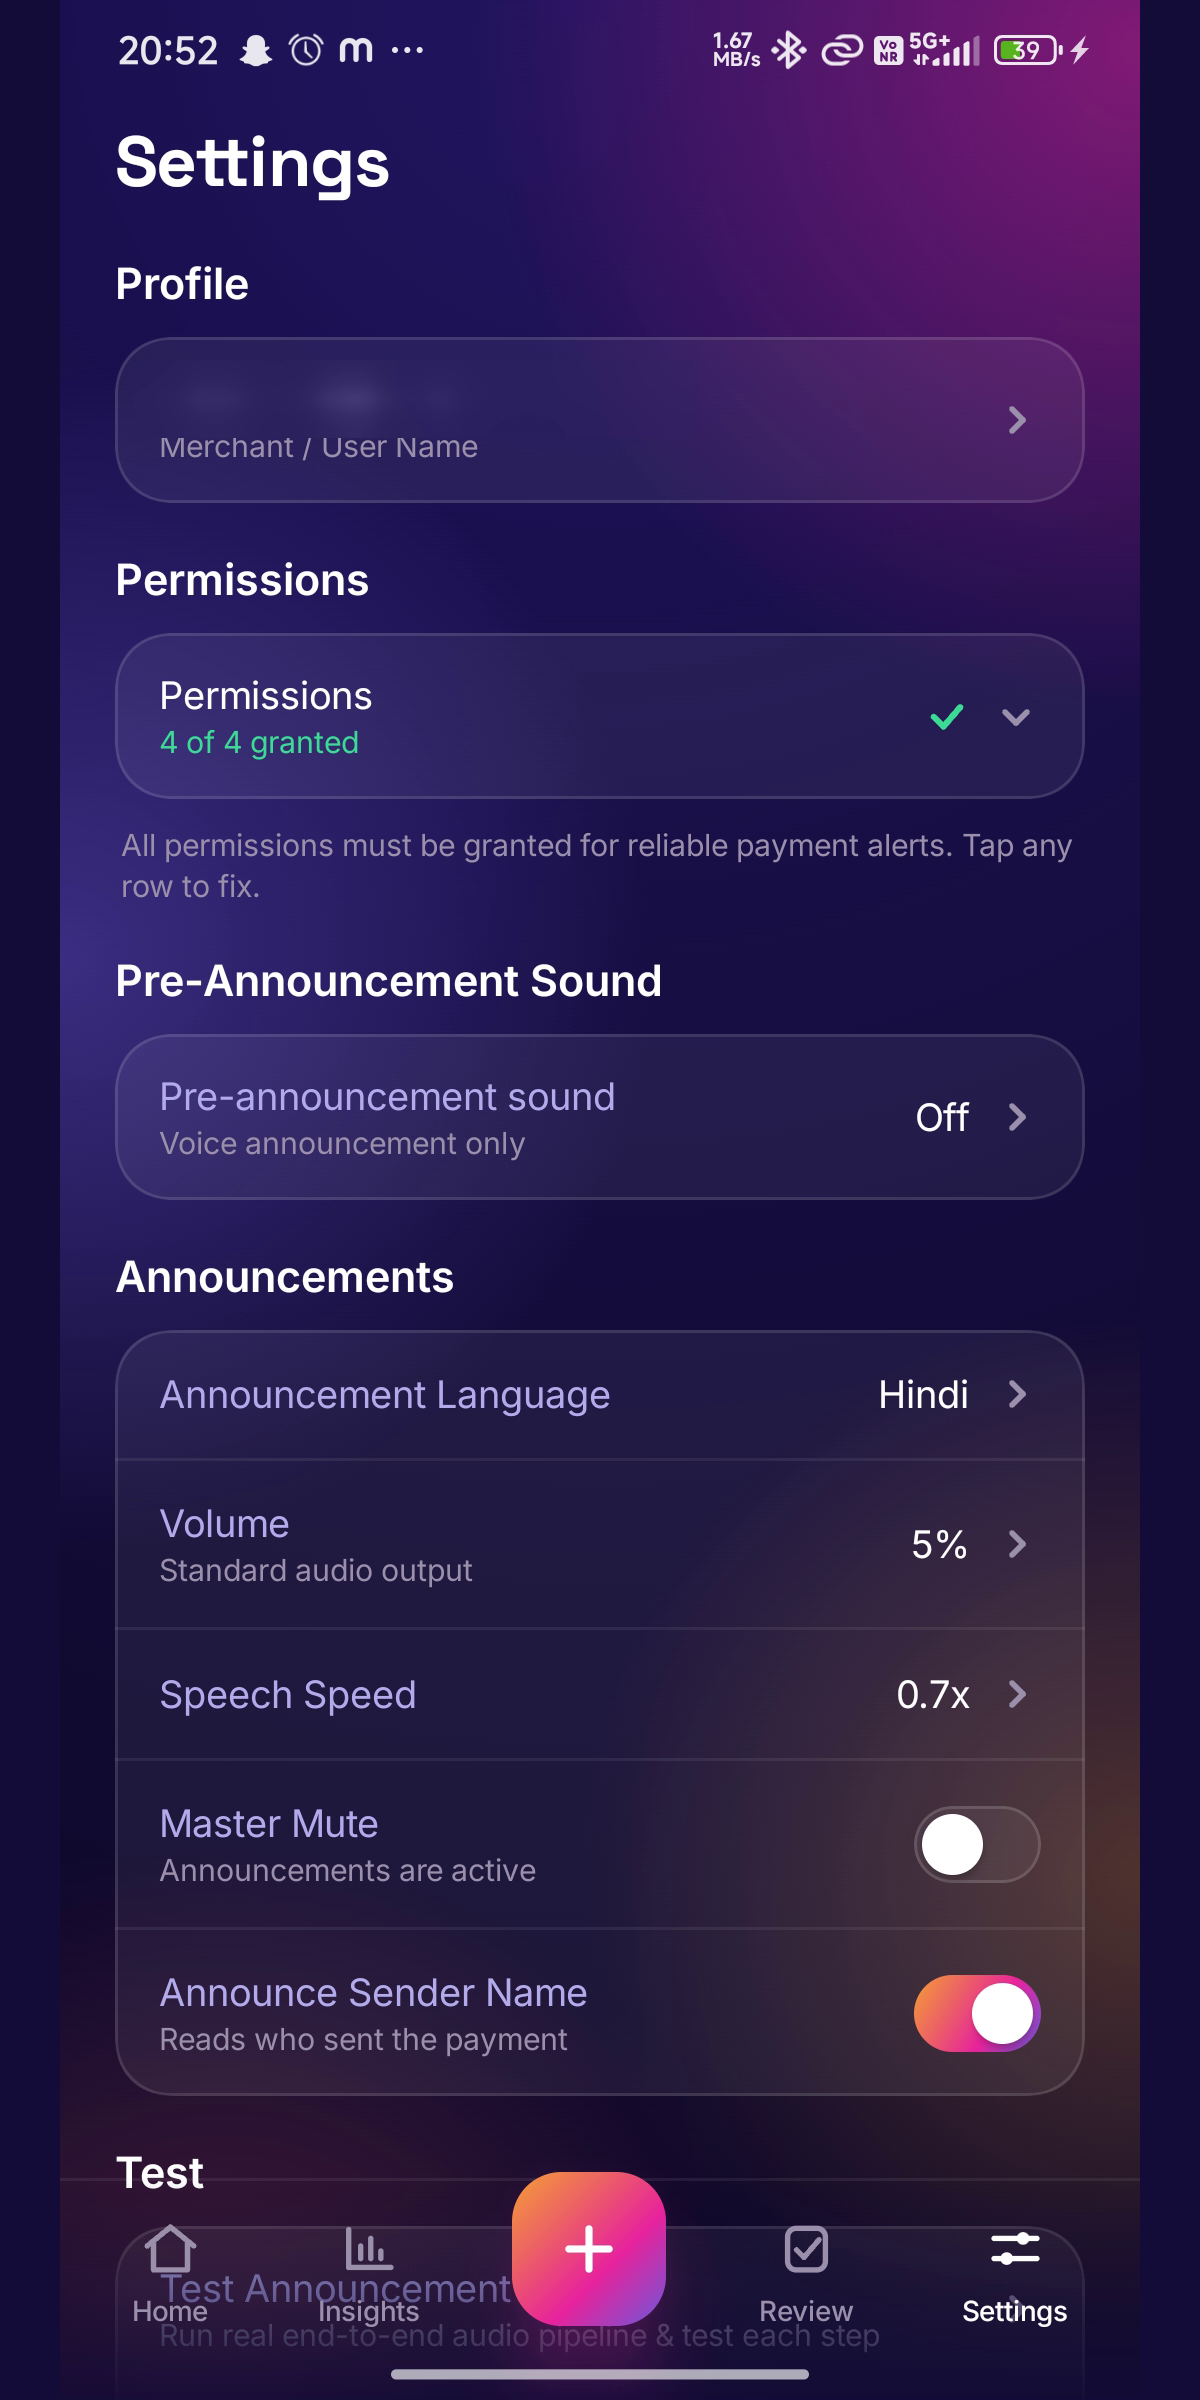 20:52
1.67 MB/s
Vo NR
5G+
39
Settings
Profile
Merchant / User Name
Permissions
Permissions
4 of 4 granted
All permissions must be granted for reliable payment alerts. Tap any
row to fix.
Pre-Announcement Sound
Pre-announcement sound
Off
Voice announcement only
Announcements
Announcement Language
Hindi
Volume
5%
Standard audio output
Speech Speed
0.7x
Master Mute
Announcements are active
Announce Sender Name
Reads who sent the payment
Test
Test Announcement
Run real end-to-end audio pipeline & test each step
Home
Insights
Review
Settings